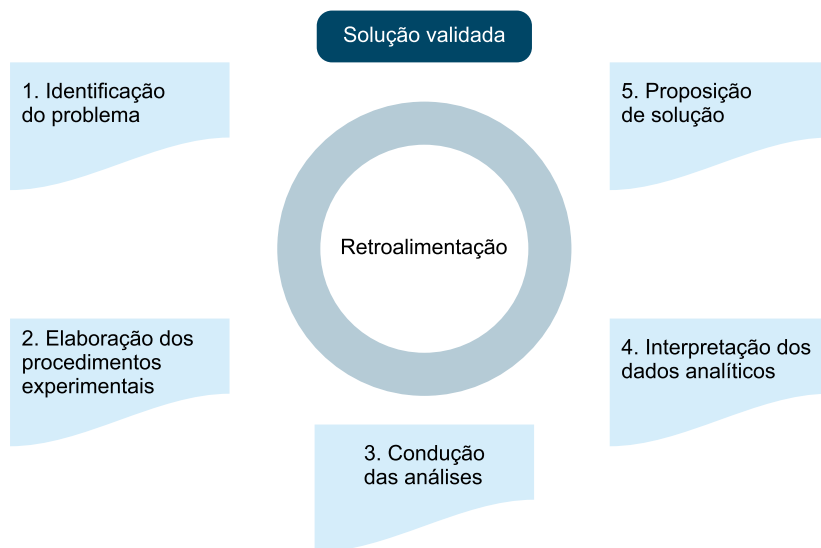 Solução validada
1. Identificação
do problema
5. Proposição
de solução
Retroalimentação
2. Elaboração dos
procedimentos
experimentais
4. Interpretação dos
dados analíticos
3. Condução
das análises